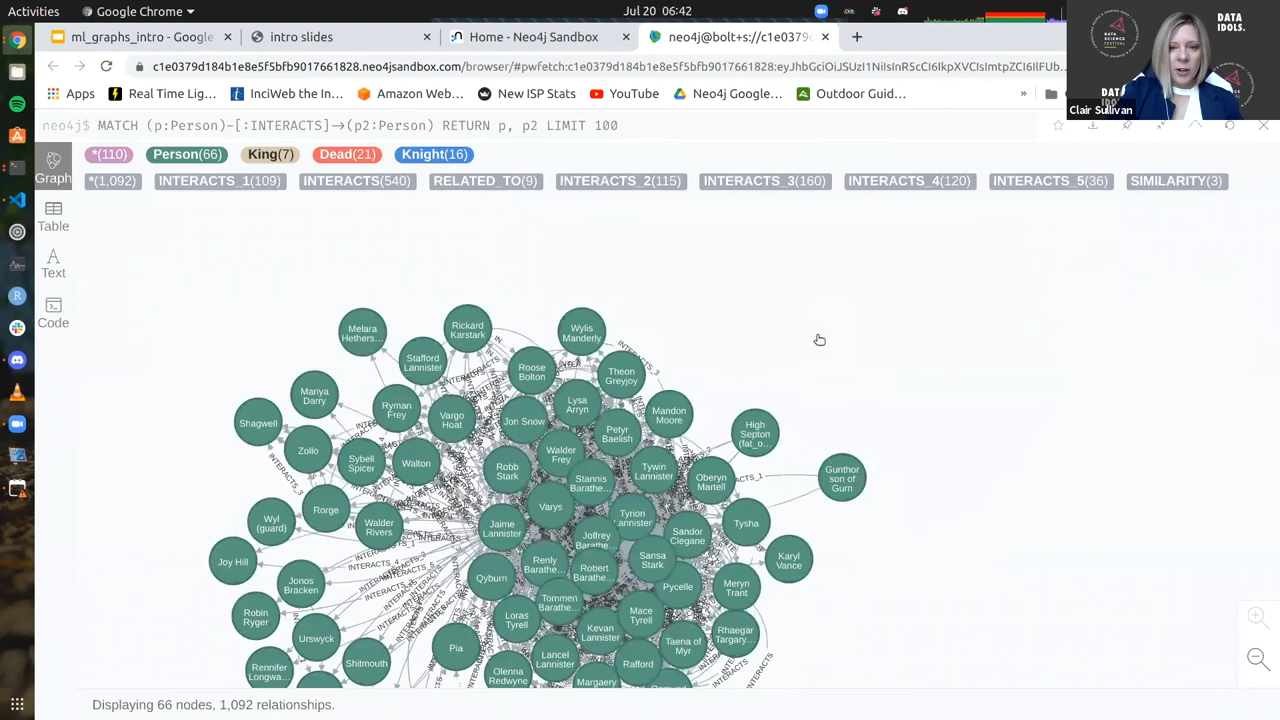 Activities
Google Chrome
Jul 20 06:42
ml_graphs_intro - Google
intro slides
Home - Neo4j Sandbox
neo4j@bolt+s://c1e0379d
c1e0379d184b1e8e5f5bfb9017661828.neo4jsandbox.com/browser/
Apps
Real Time Lig...
InciWeb the In...
Amazon Web...
New ISP Stats
YouTube
Neo4j Google...
Outdoor Guid...
»
DATA SCIENCE FESTIVAL
DATA IDOLS.
Clair Sullivan
neo4j$ MATCH (p:Person)-[:INTERACTS]→(p2:Person) RETURN p, p2 LIMIT 100
Graph
Table
Text
Code
*(110) Person(66) King(7) Dead(21) Knight(16)
*(1,092) INTERACTS_1(109) INTERACTS(540) RELATED_TO(9) INTERACTS_2(115) INTERACTS_3(160) INTERACTS_4(120) INTERACTS_5(36) SIMILARITY(3)
Melara
Hethers...
Rickard
Karstark
Wylis
Manderly
Stafford
Lannister
Roose
Bolton
Theon
Greyjoy
Mariya
Darry
Ryman
Frey
Vargo
Hoat
Jon Snow
Lysa
Arryn
Petyr
Baelish
Mandon
Moore
Shagwell
Zollo
Sybell
Spicer
Walton
Robb
Stark
Walder
Frey
Stannis
Barathe...
Tywin
Lannister
Oberyn
Martell
High
Septon
(fat_o...
Gunthor
son of
Gurn
Wyl
(guard)
Rorge
Walder
Rivers
Jaime
Lannister
Varys
Joffrey
Barathe...
Tyrion
Lannister
Sandor
Clegane
Tysha
Karyl
Vance
Joy Hill
Jonos
Bracken
Qyburn
Renly
Barathe...
Robert
Barathe...
Sansa
Stark
Pycelle
Meryn
Trant
Robin
Ryger
Urswyck
Pia
Loras
Tyrell
Tommen
Barathe...
Kevan
Lannister
Mace
Tyrell
Taena of
Myr
Rhaegar
Targary...
Rennifer
Longwa...
Shitmouth
Olenna
Redwyne
Lancel
Lannister
Margaery
Rafford
Displaying 66 nodes, 1,092 relationships.